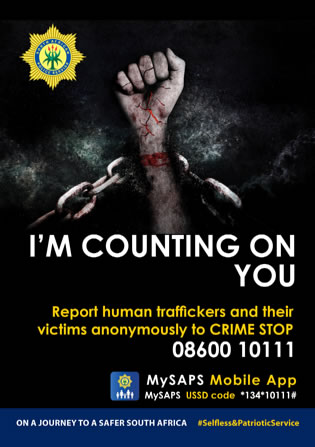 I'M COUNTING ON
YOU
Report human traffickers and their
victims anonymously to CRIME STOP
08600 10111
MySAPS Mobile App
MySAPS USSD code *134*10111#
ON A JOURNEY TO A SAFER SOUTH AFRICA #Selfless&PatrioticService